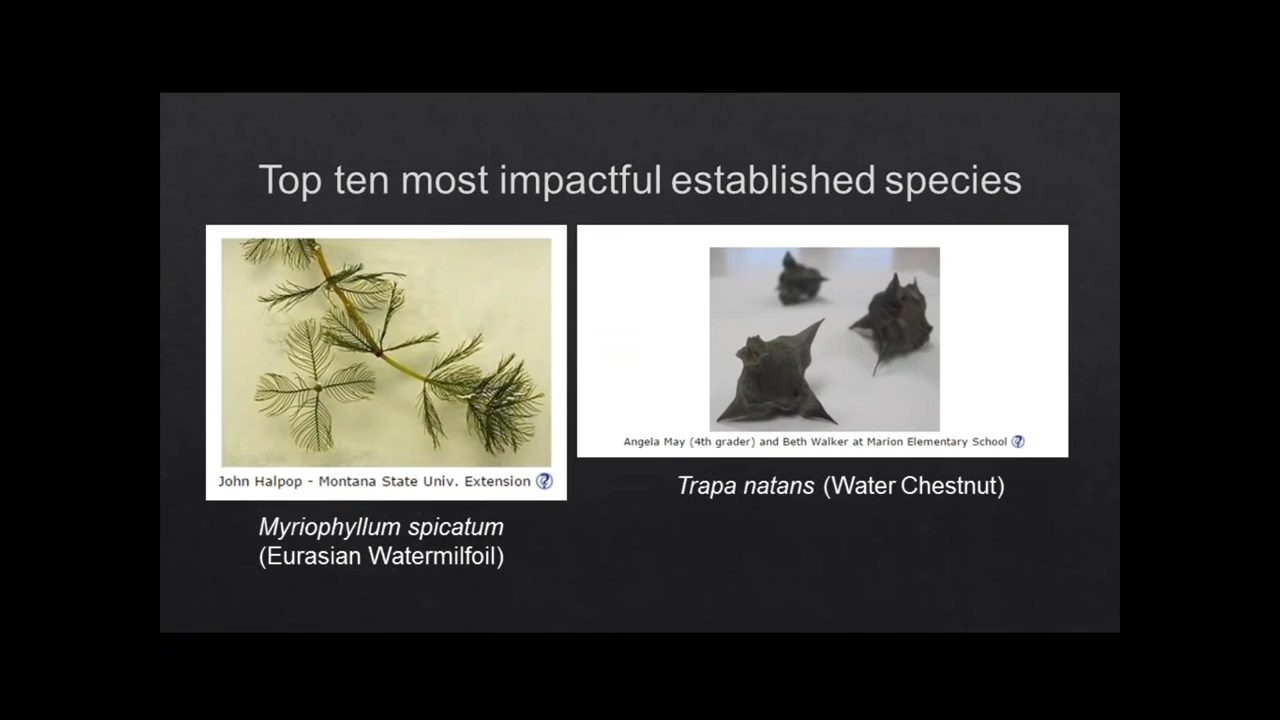 Top ten most impactful established species
John Halpop - Montana State Univ. Extension
Angela May (4th grader) and Beth Walker at Marion Elementary School
Trapa natans (Water Chestnut)
Myriophyllum spicatum
(Eurasian Watermilfoil)